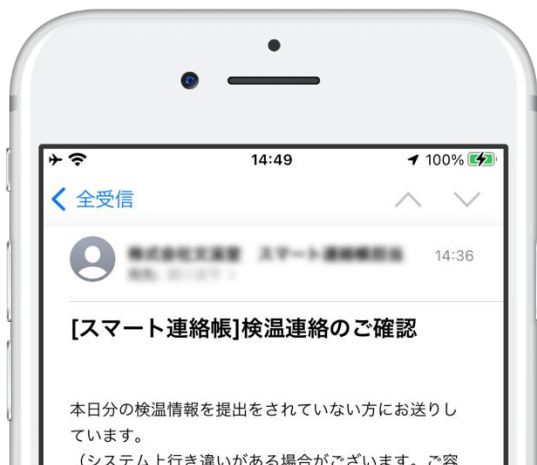 14:49
100%
全受信
14:36
[スマート連絡帳]検温連絡のご確認
本日分の検温情報を提出をされていない方にお送りし
ています。
（システム上行き違いがある場合がございます。ご容